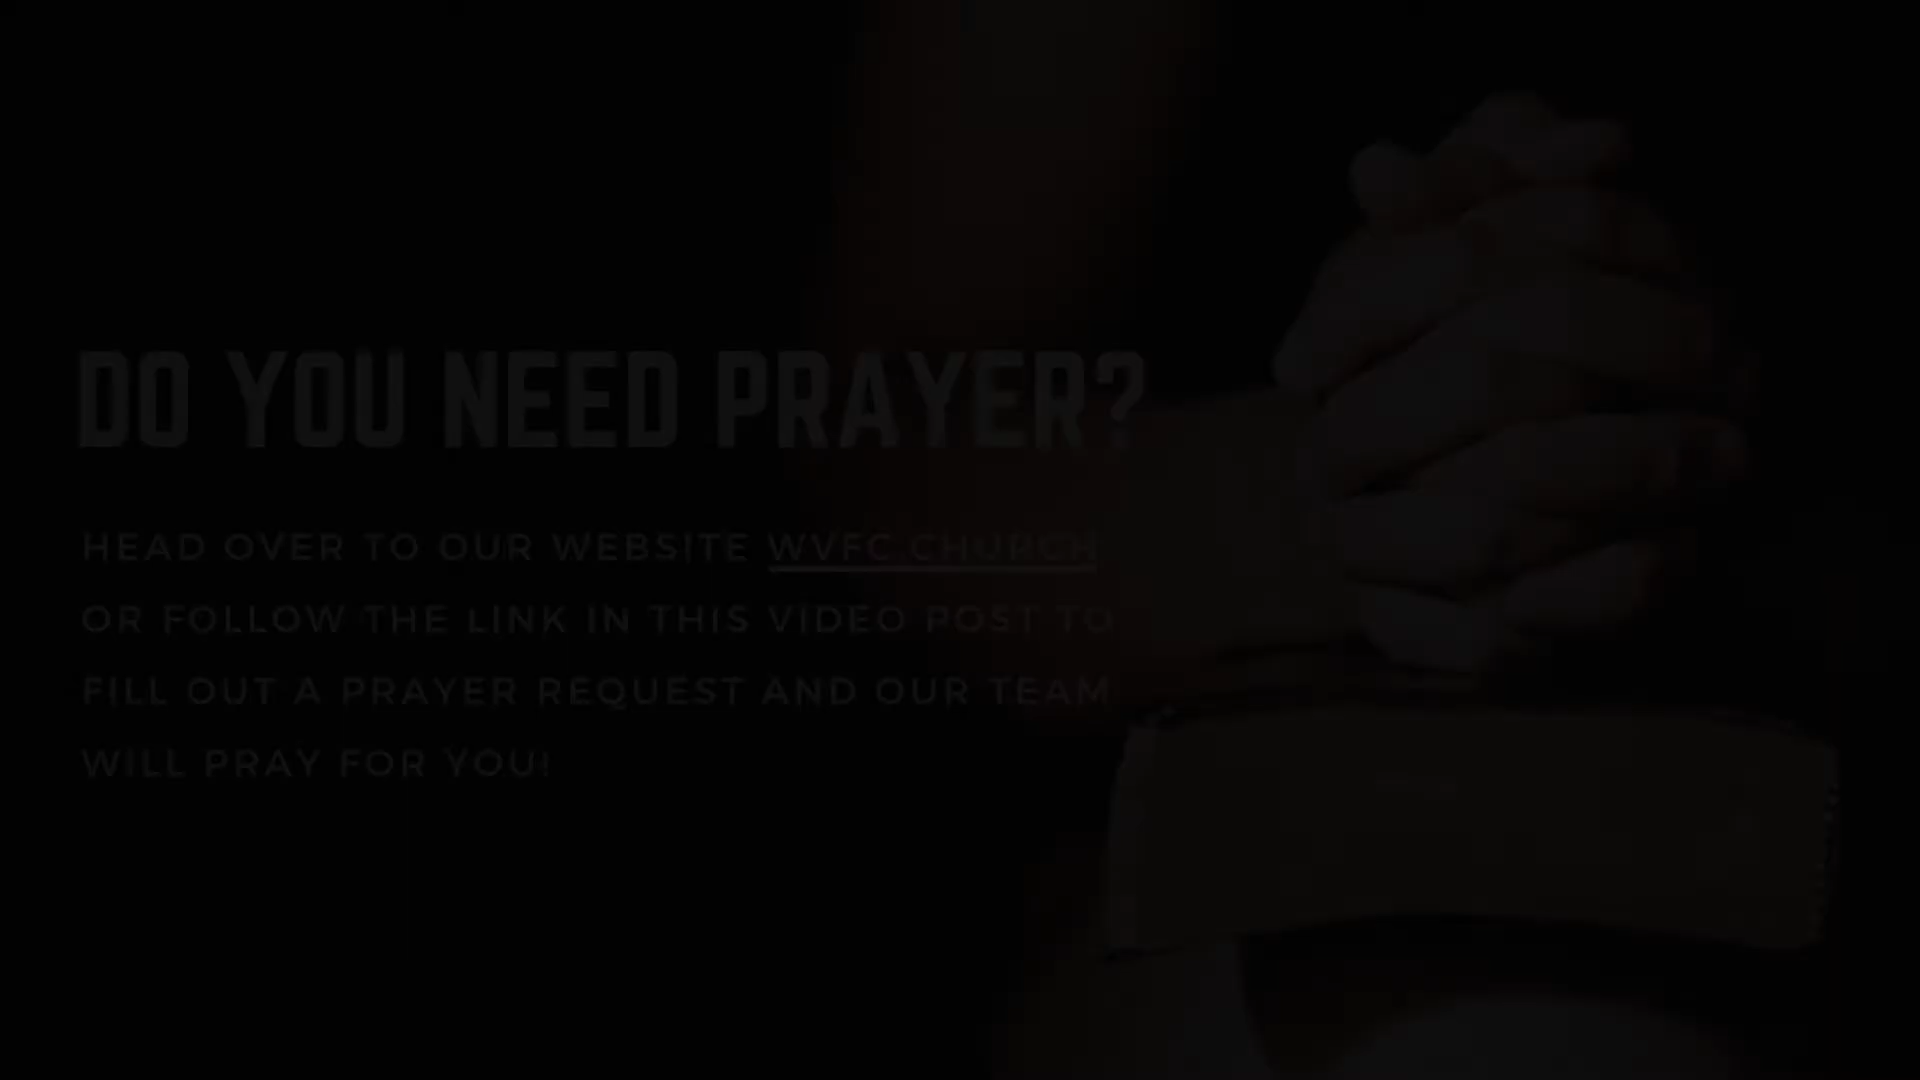 DO YOU NEED PRAYER?
HEAD OVER TO OUR WEBSITE WVFC.CHURCH
OR FOLLOW THE LINK IN THIS VIDEO POST TO
FILL OUT A PRAYER REQUEST AND OUR TEAM
WILL PRAY FOR YOU!